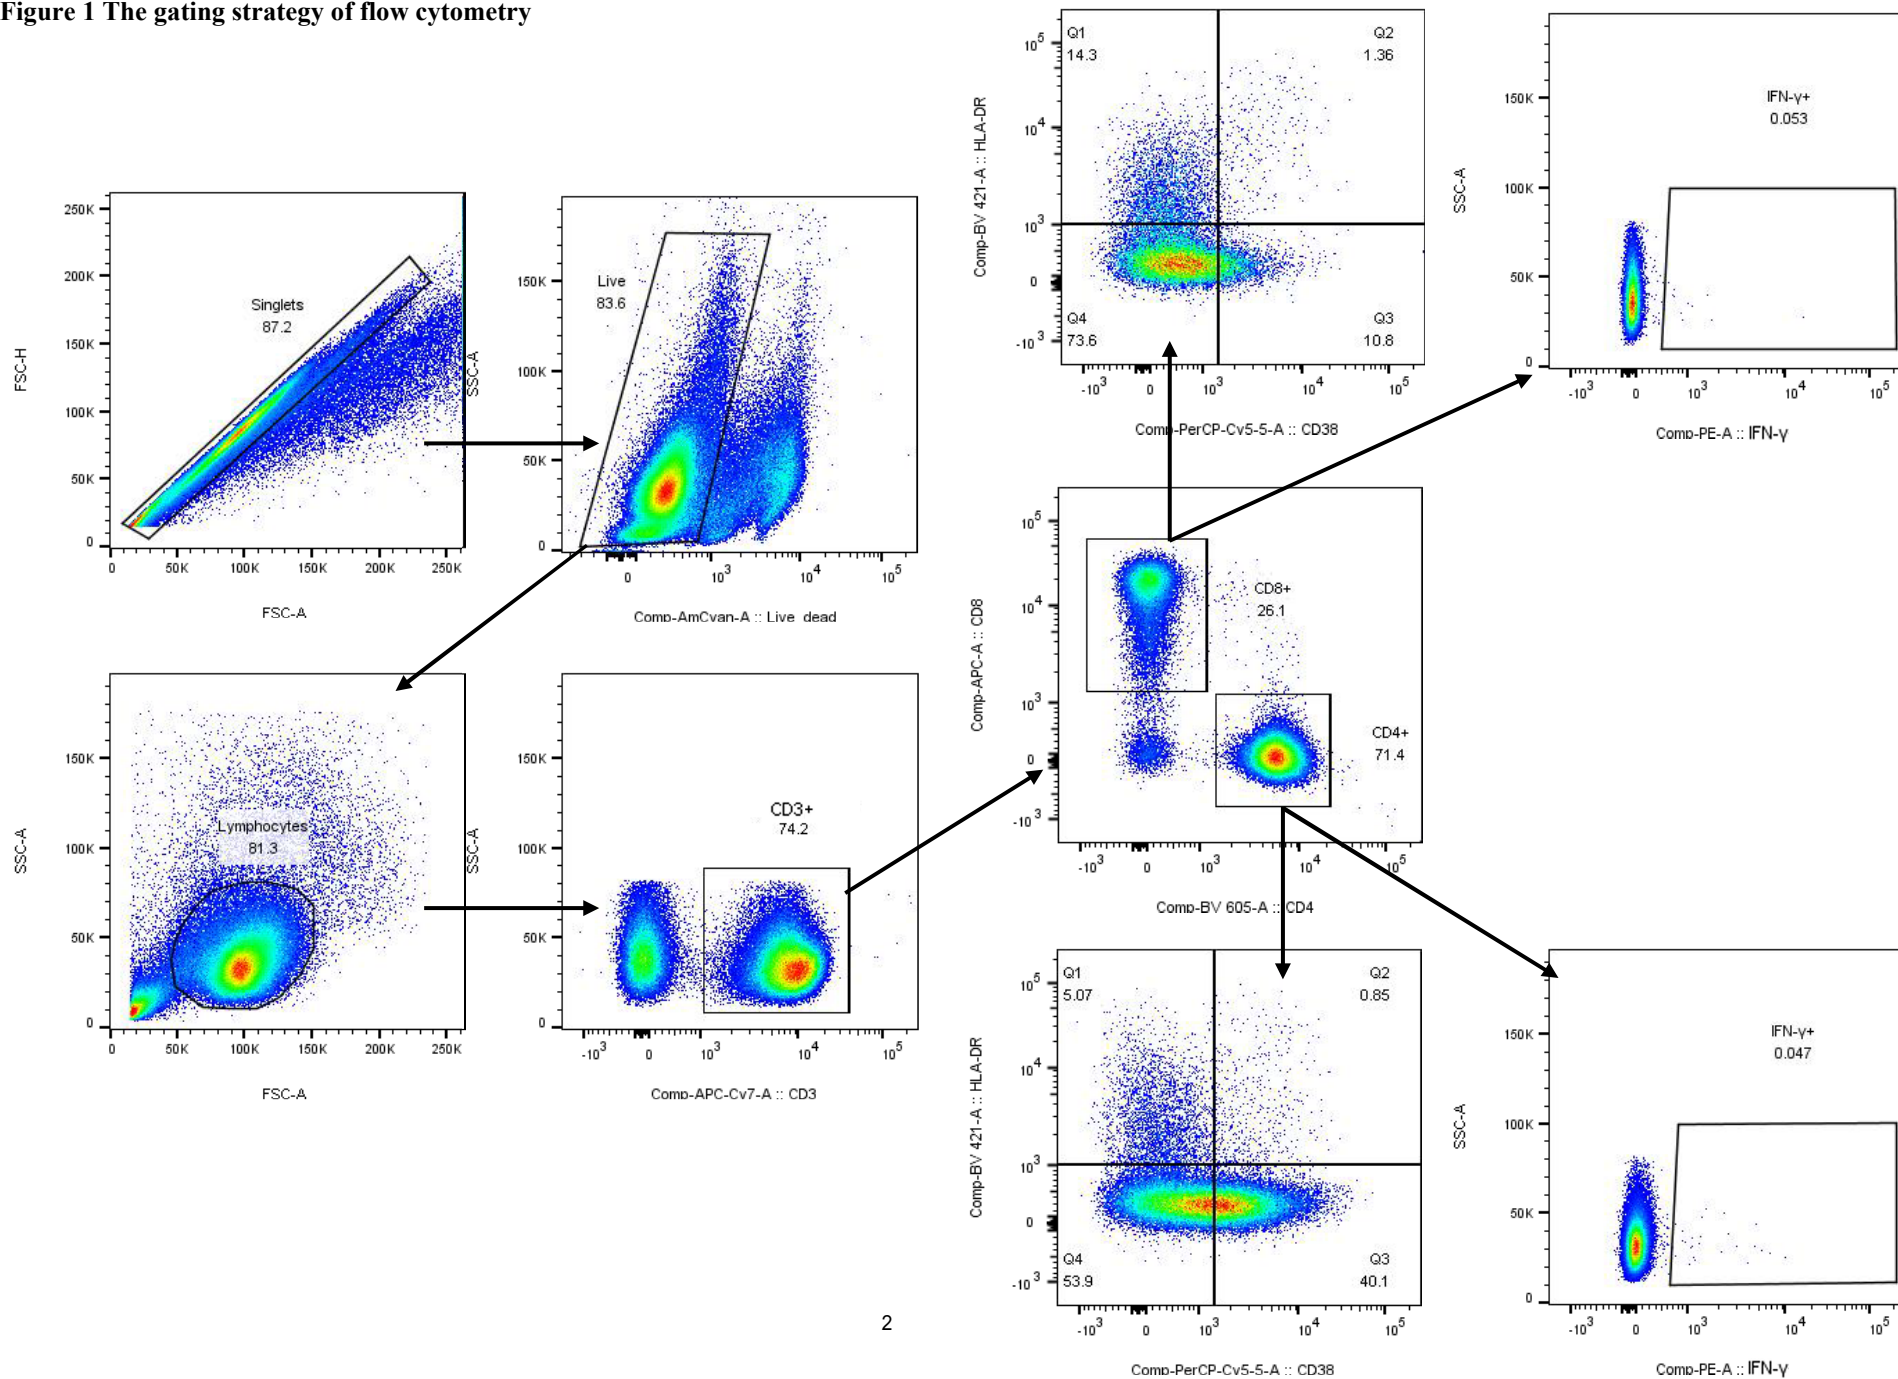 Figure 1 The gating strategy of flow cytometry
250K
200K
150K
100K
50K
0
FSC-H
Singlets
87.2
0
50K
100K
150K
200K
250K
FSC-A
SSC-A
150K
100K
50K
0
Live
83.6
0
10^3
10^4
10^5
Comp-AmCyan-A :: Live_dead
SSC-A
150K
100K
50K
0
Lymphocytes
81.3
0
50K
100K
150K
200K
250K
FSC-A
SSC-A
150K
100K
50K
0
CD3+
74.2
-10^3
0
10^3
10^4
10^5
Comp-APC-Cy7-A :: CD3
Comp-BV 421-A :: HLA-DR
10^5
10^4
10^3
0
-10^3
Q1
14.3
Q2
1.36
Q4
73.6
Q3
10.8
-10^3
0
10^3
10^4
10^5
Comp-PerCP-Cy5-5-A :: CD38
SSC-A
150K
100K
50K
0
IFN-γ+
0.053
-10^3
0
10^3
10^4
10^5
Comp-PE-A :: IFN-γ
Comp-APC-A :: CD8
10^5
10^4
10^3
0
-10^3
CD8+
26.1
CD4+
71.4
-10^3
0
10^3
10^4
10^5
Comp-BV 605-A :: CD4
Comp-BV 421-A :: HLA-DR
10^5
10^4
10^3
0
-10^3
Q1
5.07
Q2
0.85
Q4
53.9
Q3
40.1
-10^3
0
10^3
10^4
10^5
Comp-PerCP-Cy5-5-A :: CD38
SSC-A
150K
100K
50K
0
IFN-γ+
0.047
-10^3
0
10^3
10^4
10^5
Comp-PE-A :: IFN-γ
2